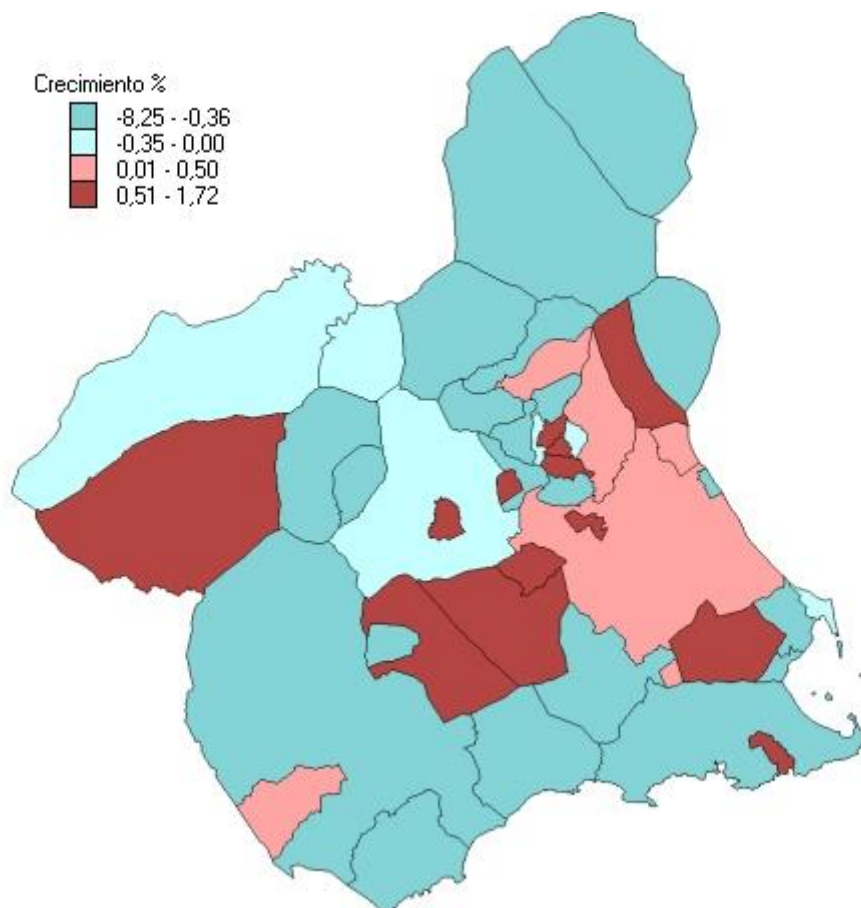 Crecimiento %
-8,25 - -0,36
-0,35 - 0,00
0,01 - 0,50
0,51 - 1,72